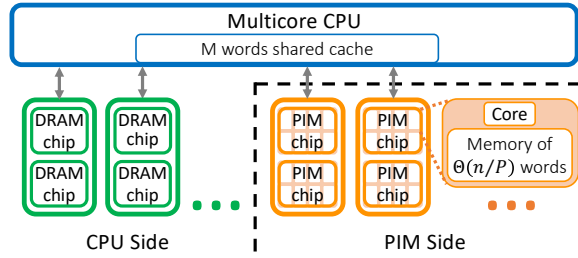 Multicore CPU
M words shared cache
DRAM
chip
DRAM
chip
DRAM
chip
DRAM
chip
CPU Side
PIM
chip
PIM
chip
PIM
chip
PIM
chip
Core
Memory of
Θ(n/P) words
PIM Side